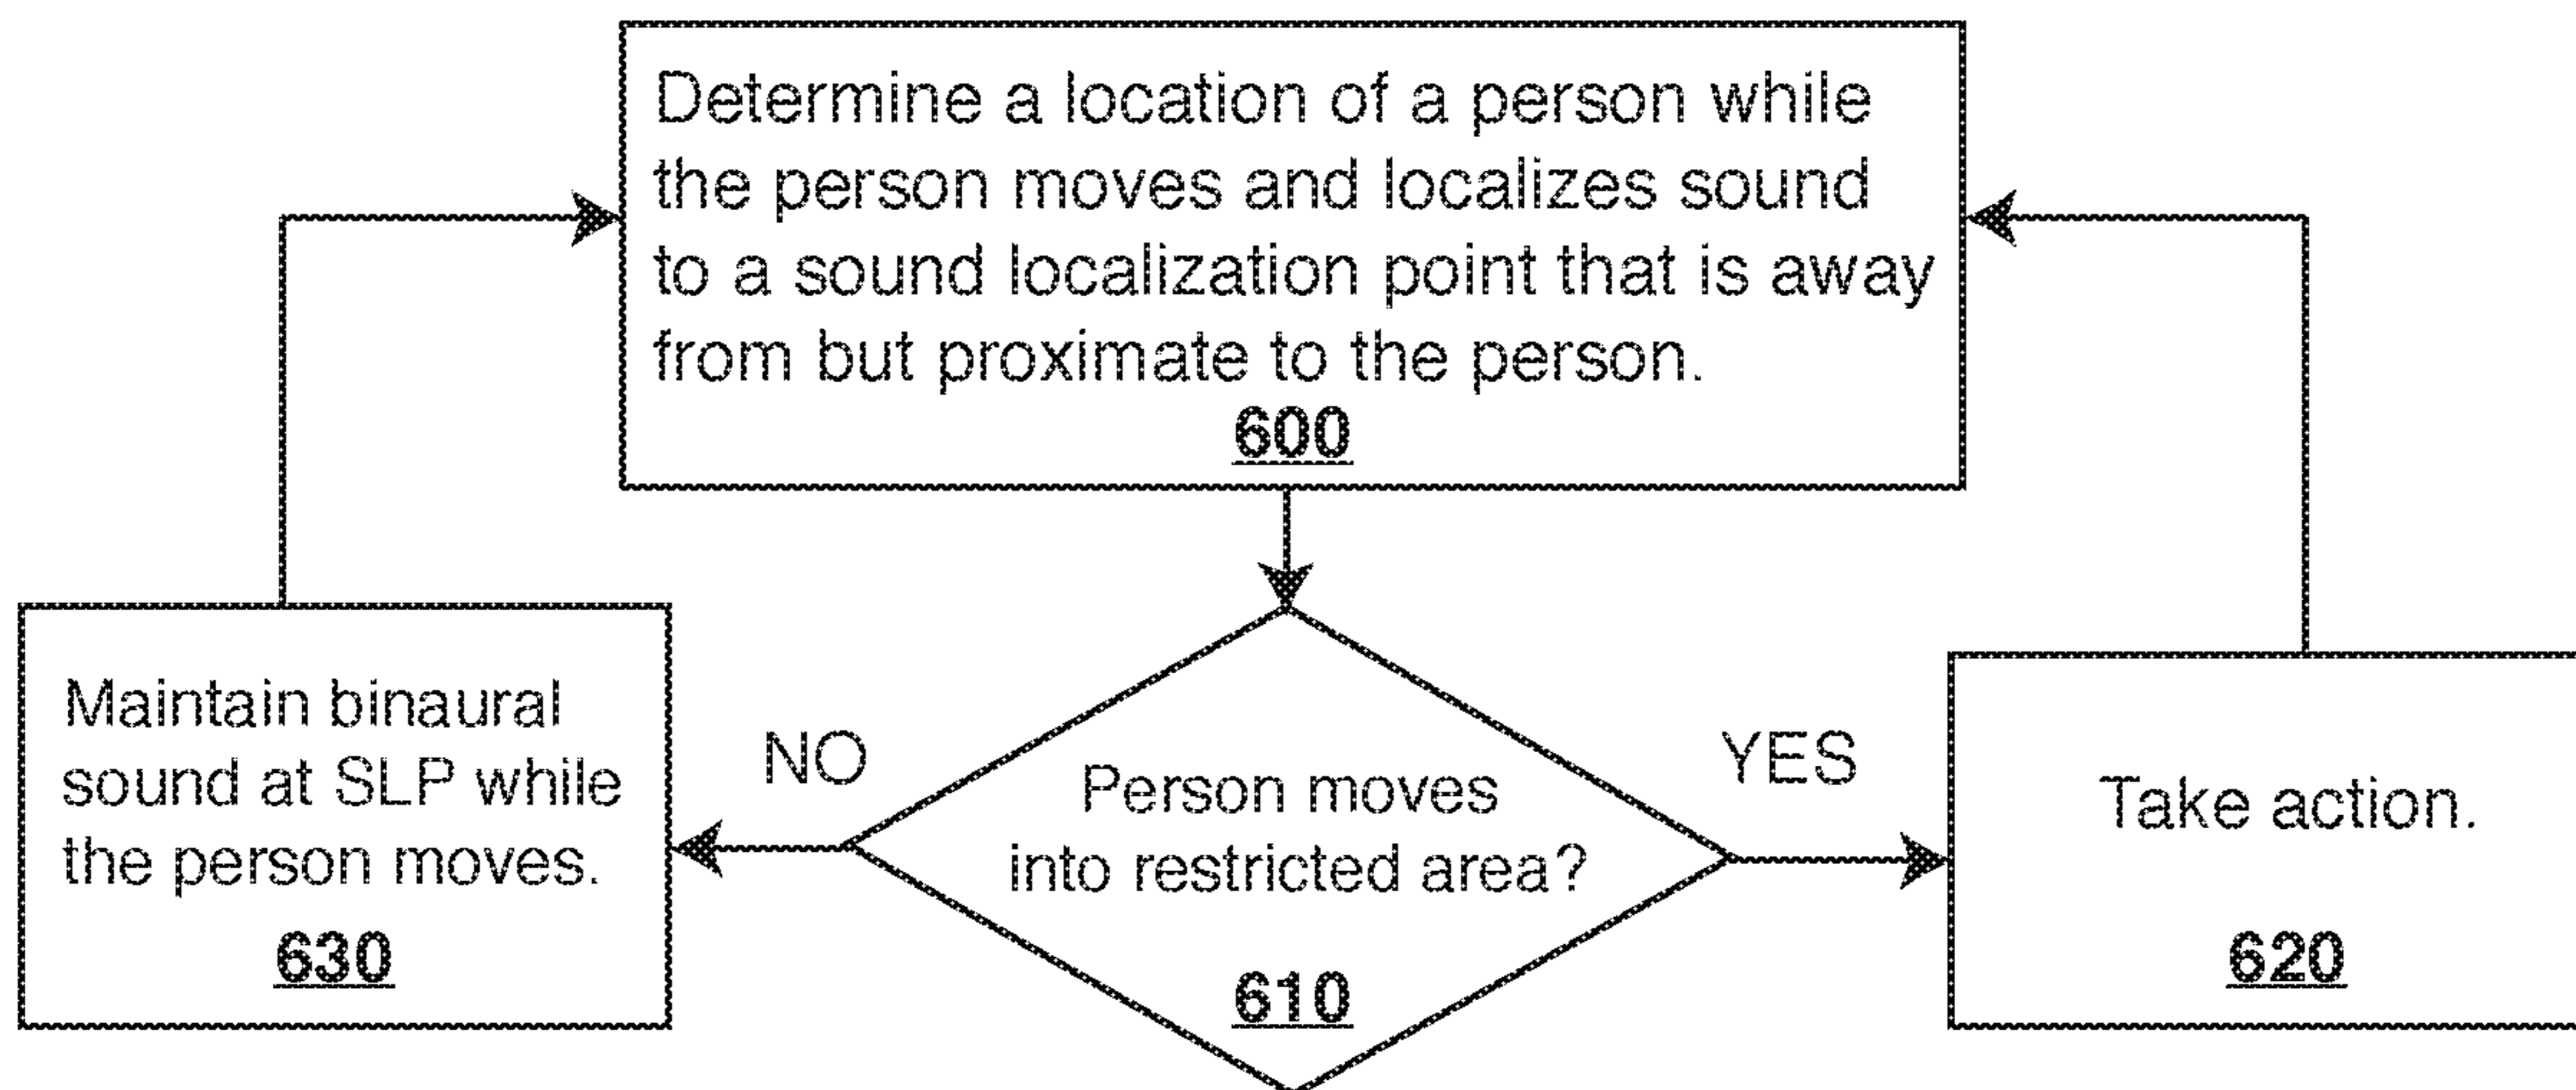 Determine a location of a person while
the person moves and localizes sound
to a sound localization point that is away
from but proximate to the person.
600
Maintain binaural
sound at SLP while
the person moves.
630
NO
Person moves
into restricted area?
610
YES
Take action.
620